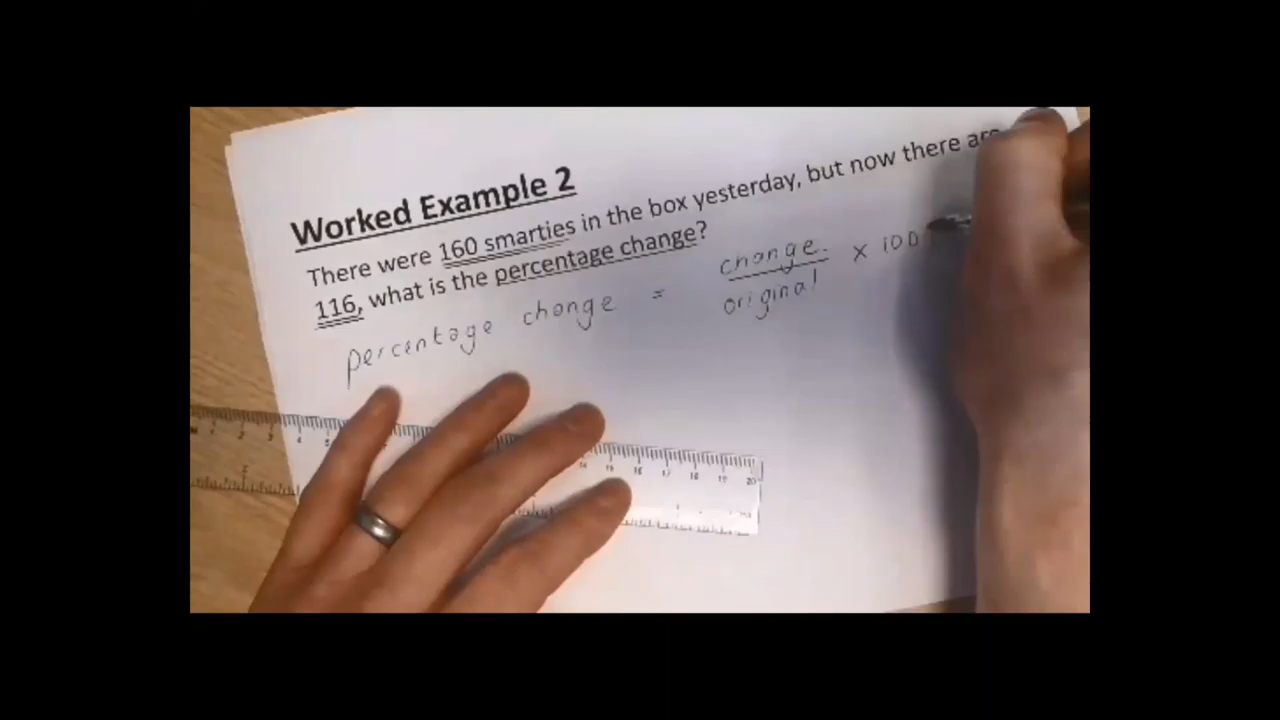 Worked Example 2
There were 160 smarties in the box yesterday, but now there are
116, what is the percentage change?
percentage change = change / original × 100